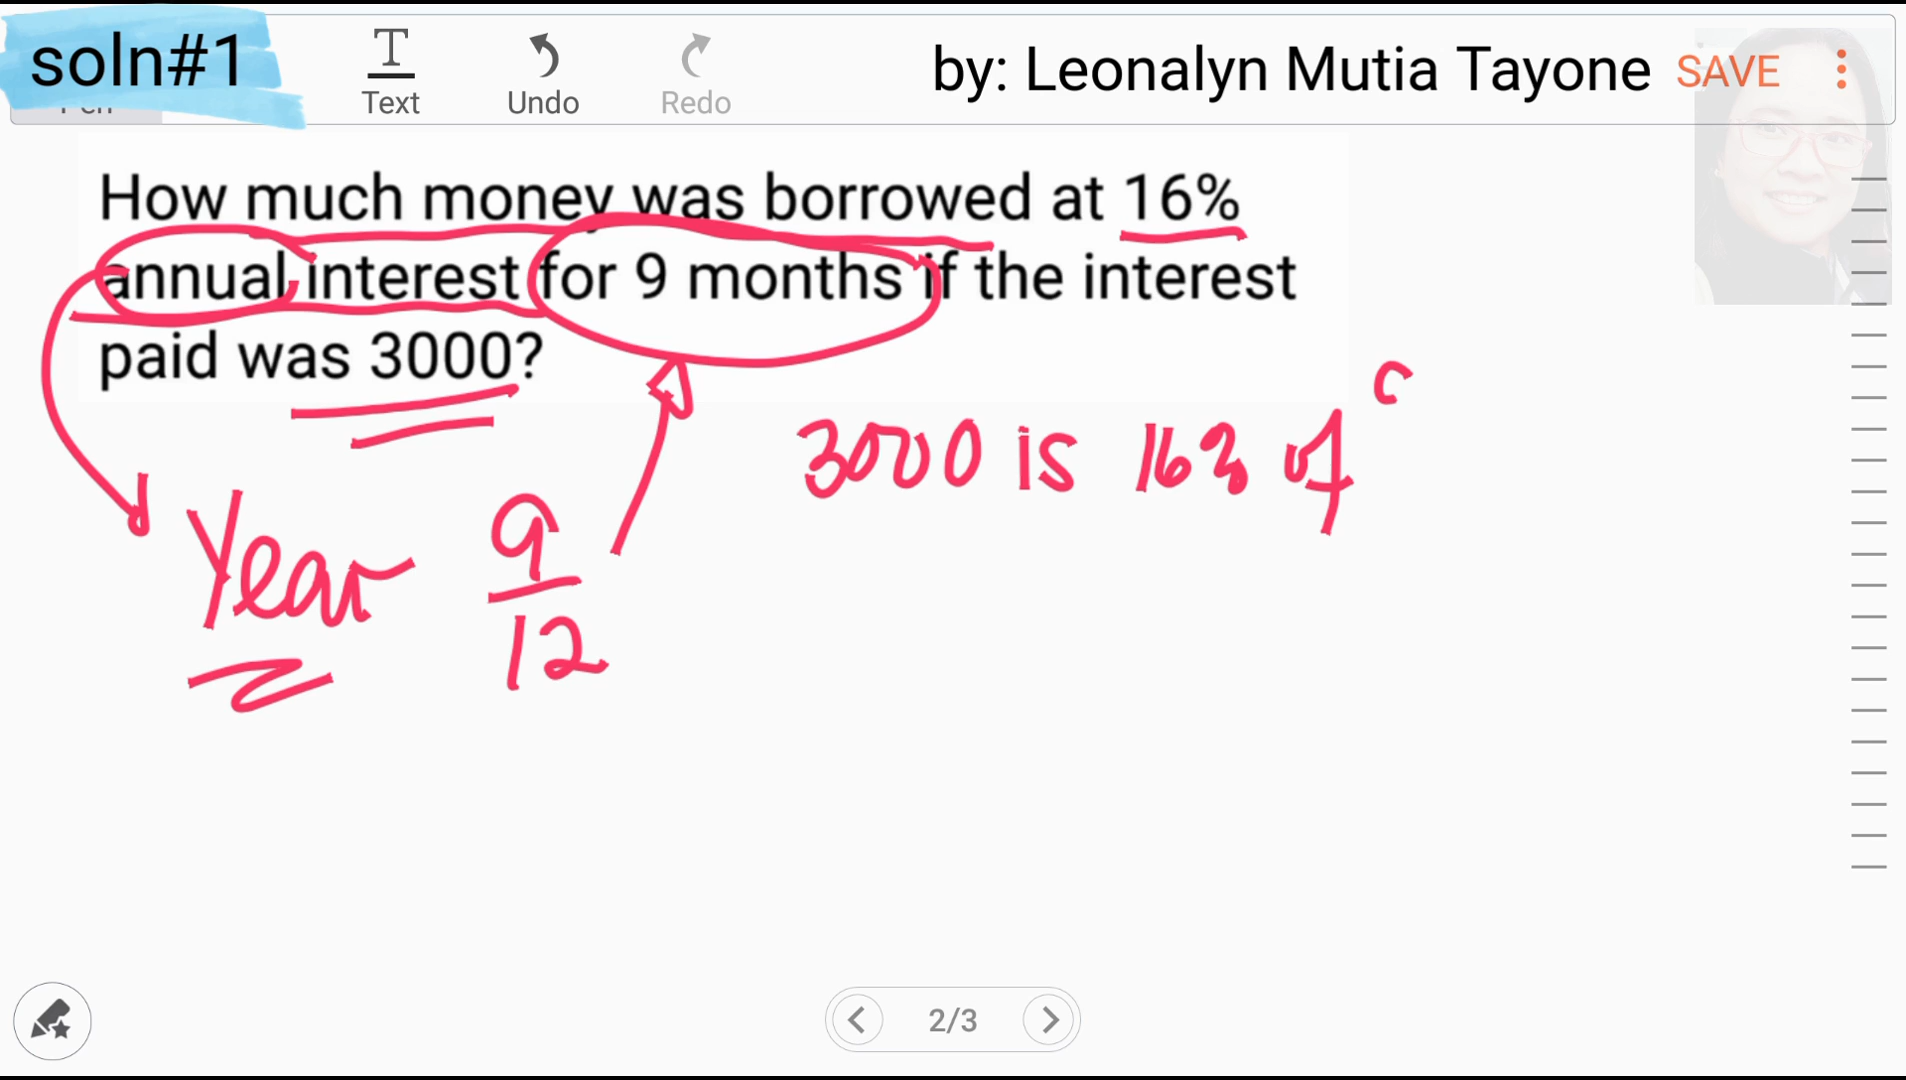 soln#1
Text
Undo
Redo
by: Leonalyn Mutia Tayone
SAVE
How much money was borrowed at 16%
annual interest for 9 months if the interest
paid was 3000?
3000 is 16% of
Year
9
12
2/3